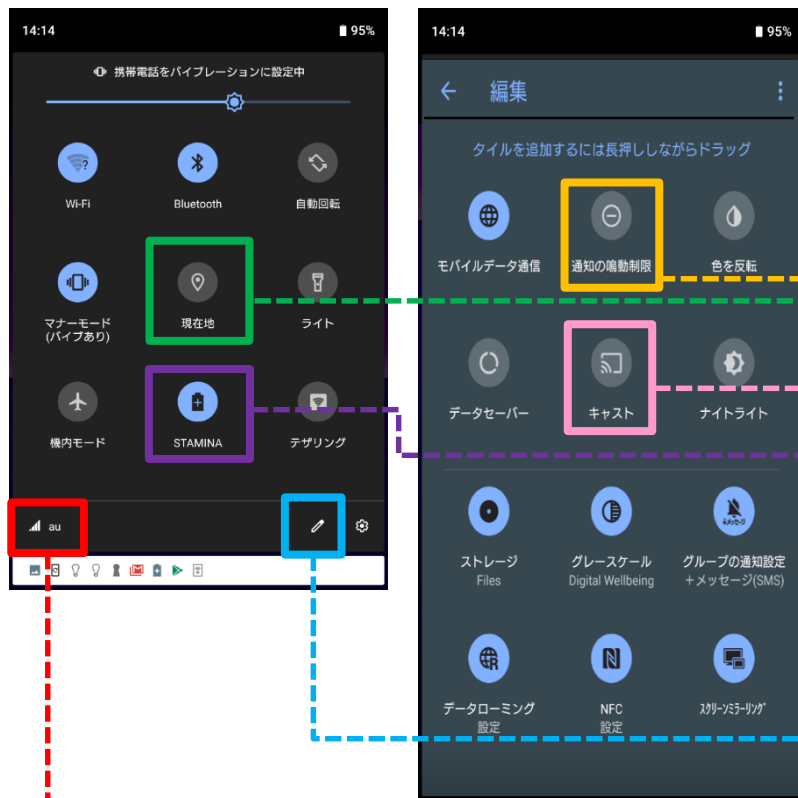 14:14
95%
携帯電話をバイブレーションに設定中
Wi-Fi
Bluetooth
自動回転
マナーモード
(バイブあり)
現在地
ライト
機内モード
STAMINA
テザリング
au
14:14
95%
編集
タイルを追加するには長押ししながらドラッグ
モバイルデータ通信
通知の鳴動制限
色を反転
データセーバー
キャスト
ナイトライト
ストレージ
Files
グレースケール
Digital Wellbeing
グループの通知設定
+メッセージ(SMS)
データローミング
設定
NFC
設定
スクリーンミラーリング